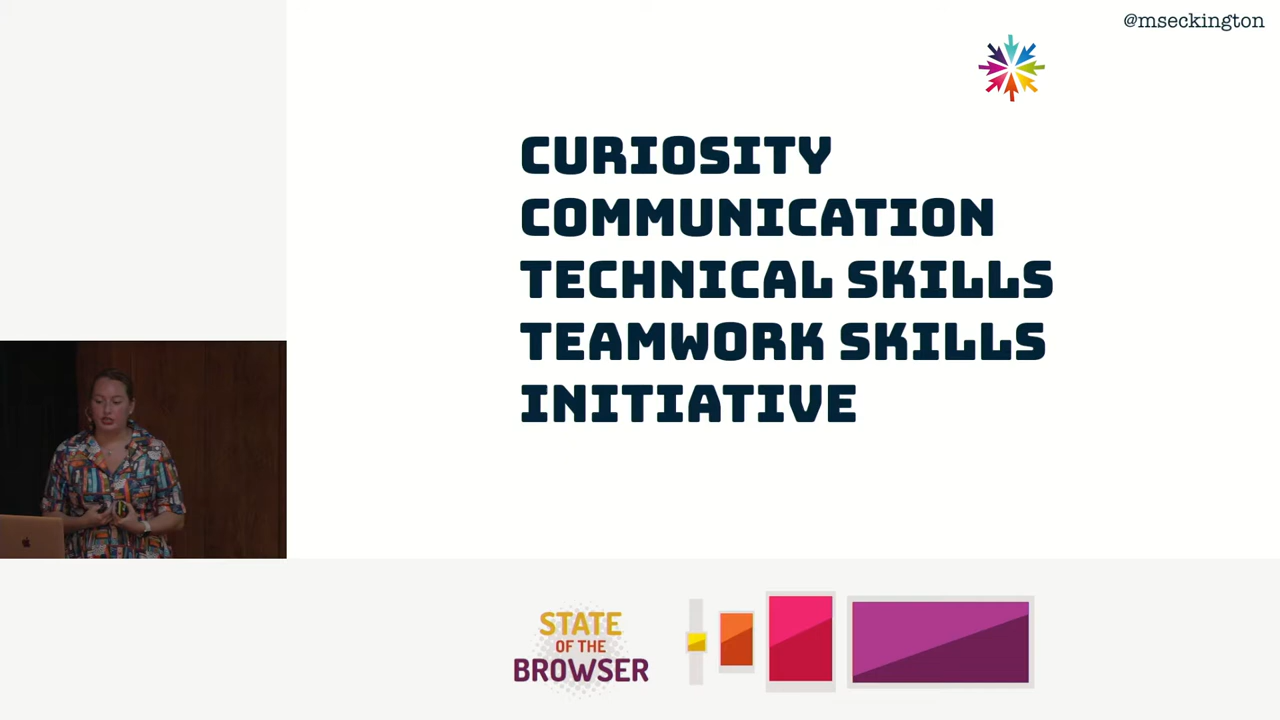 @mseckington
CURIOSITY
COMMUNICATION
TECHNICAL SKILLS
TEAMWORK SKILLS
INITIATIVE
STATE
OF THE
BROWSER